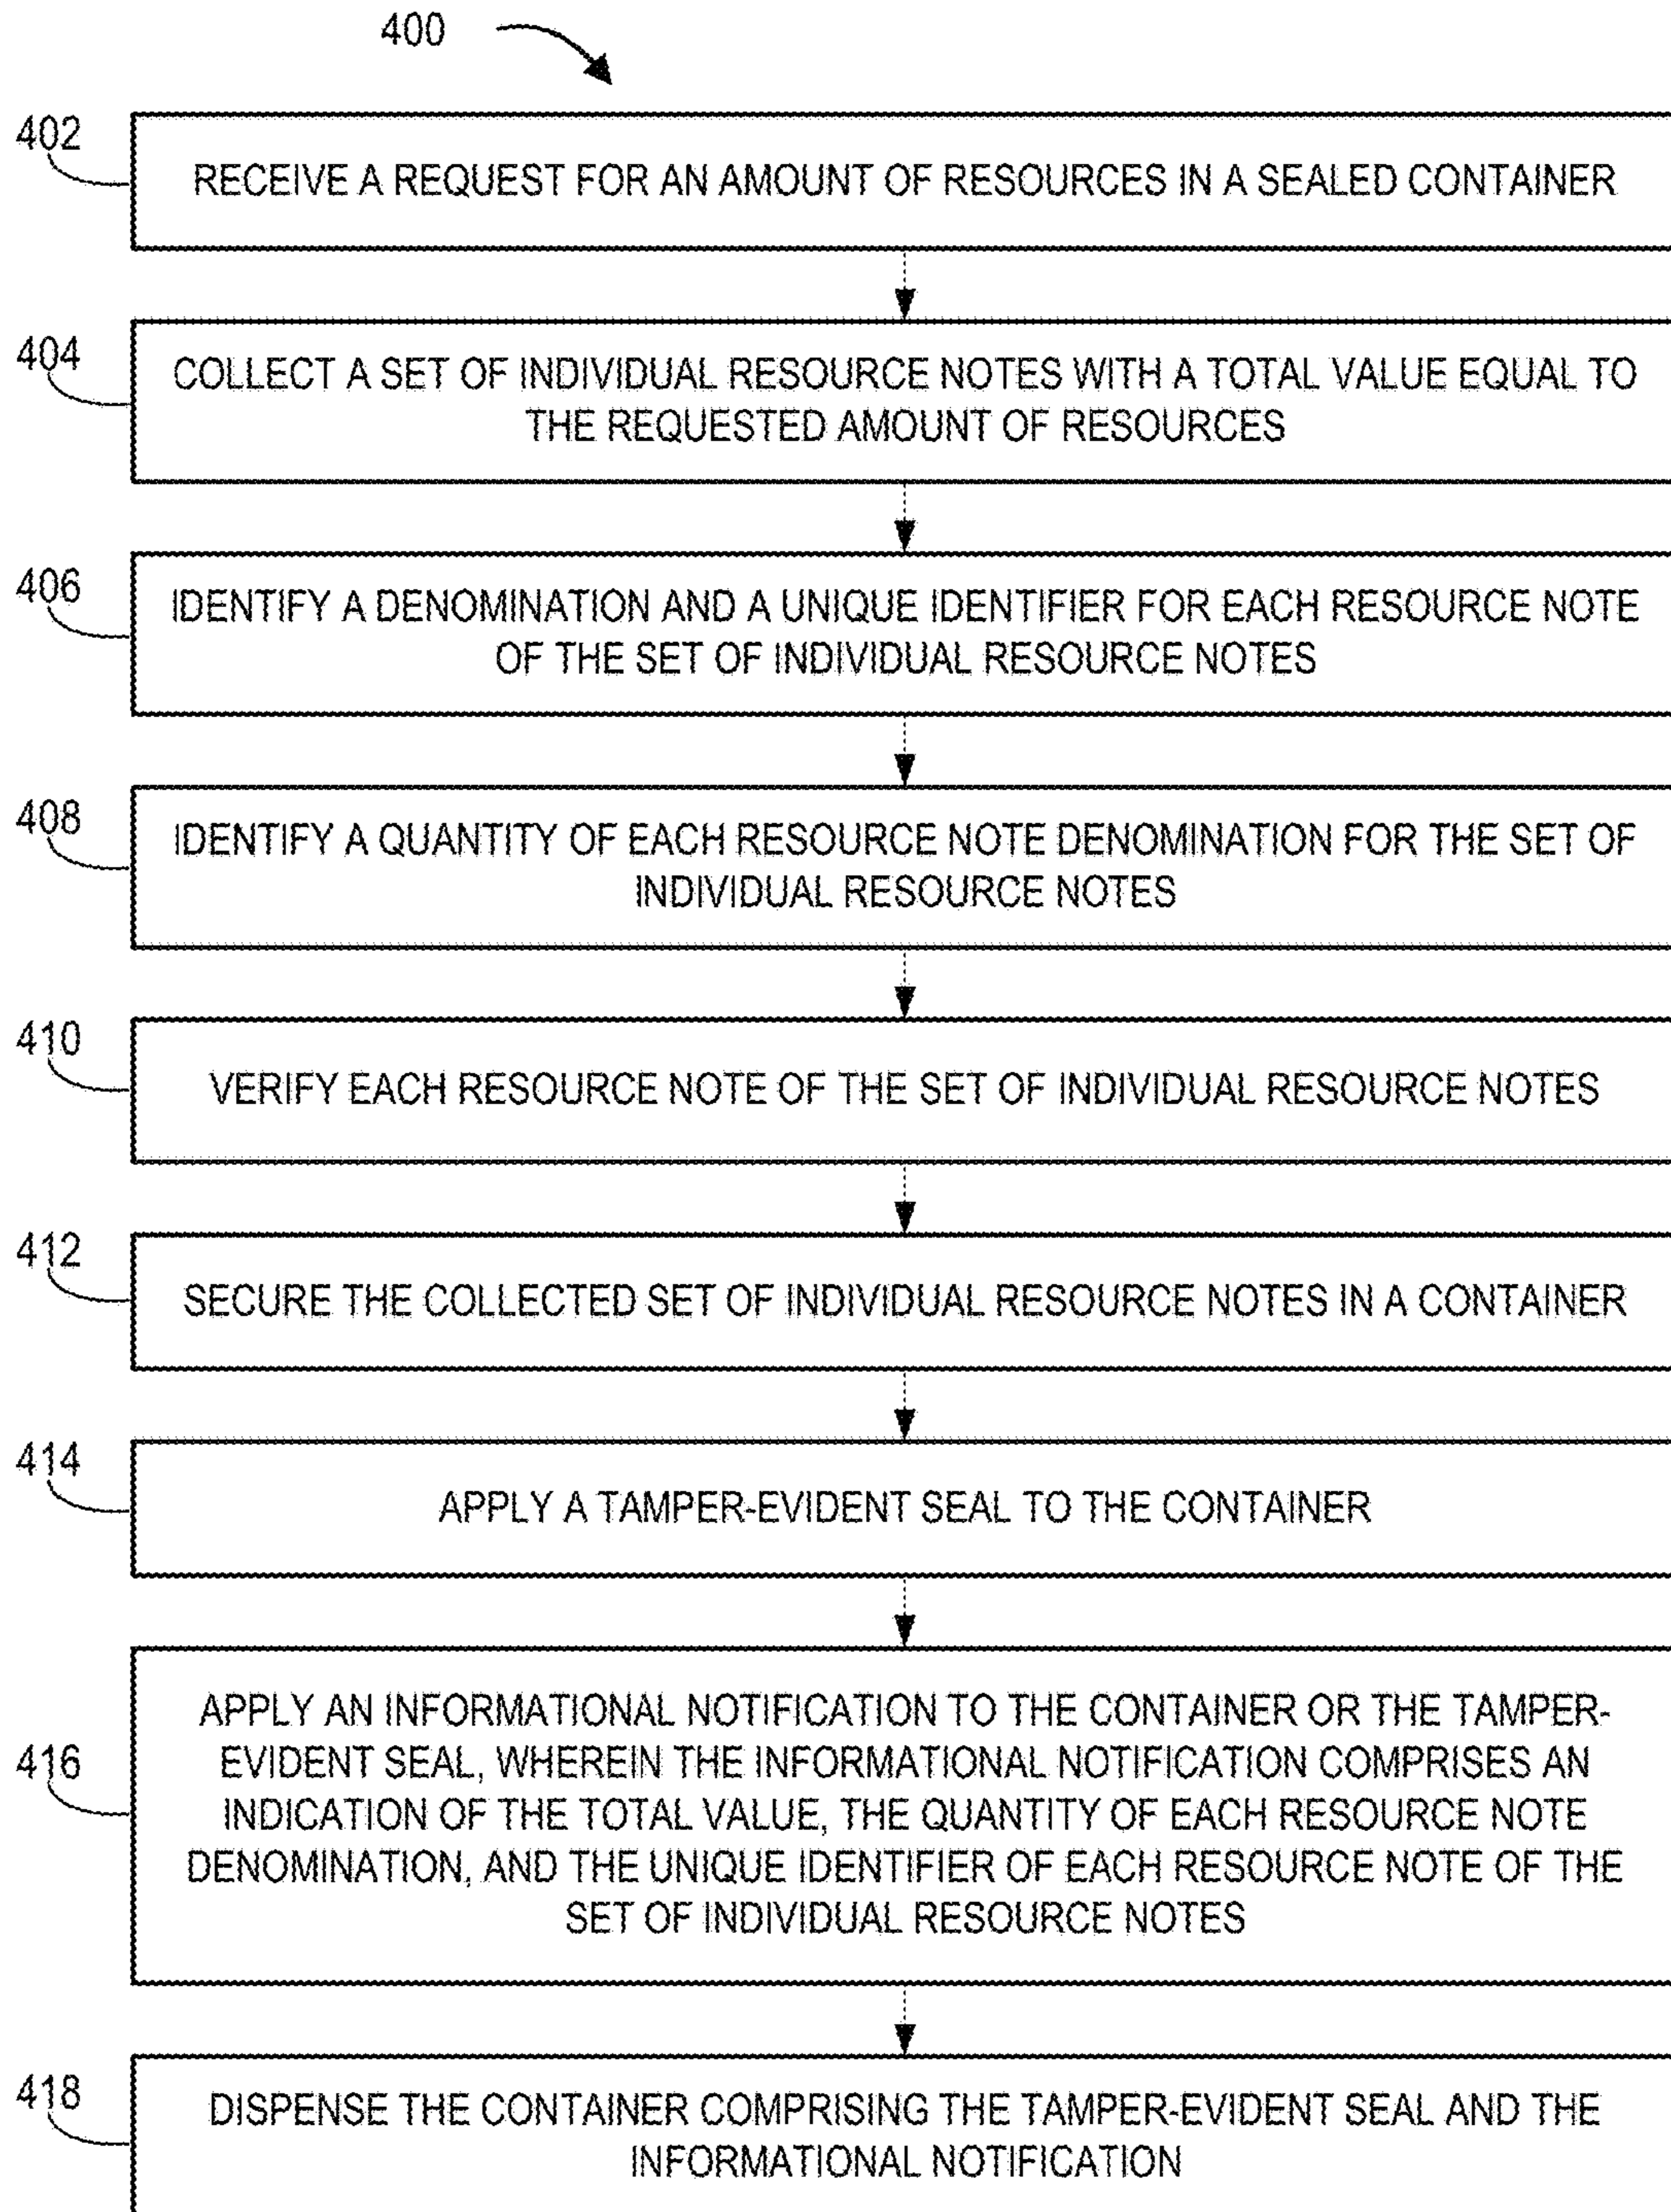 400
402
RECEIVE A REQUEST FOR AN AMOUNT OF RESOURCES IN A SEALED CONTAINER
404
COLLECT A SET OF INDIVIDUAL RESOURCE NOTES WITH A TOTAL VALUE EQUAL TO
THE REQUESTED AMOUNT OF RESOURCES
406
IDENTIFY A DENOMINATION AND A UNIQUE IDENTIFIER FOR EACH RESOURCE NOTE
OF THE SET OF INDIVIDUAL RESOURCE NOTES
408
IDENTIFY A QUANTITY OF EACH RESOURCE NOTE DENOMINATION FOR THE SET OF
INDIVIDUAL RESOURCE NOTES
410
VERIFY EACH RESOURCE NOTE OF THE SET OF INDIVIDUAL RESOURCE NOTES
412
SECURE THE COLLECTED SET OF INDIVIDUAL RESOURCE NOTES IN A CONTAINER
414
APPLY A TAMPER-EVIDENT SEAL TO THE CONTAINER
416
APPLY AN INFORMATIONAL NOTIFICATION TO THE CONTAINER OR THE TAMPER-
EVIDENT SEAL, WHEREIN THE INFORMATIONAL NOTIFICATION COMPRISES AN
INDICATION OF THE TOTAL VALUE, THE QUANTITY OF EACH RESOURCE NOTE
DENOMINATION, AND THE UNIQUE IDENTIFIER OF EACH RESOURCE NOTE OF THE
SET OF INDIVIDUAL RESOURCE NOTES
418
DISPENSE THE CONTAINER COMPRISING THE TAMPER-EVIDENT SEAL AND THE
INFORMATIONAL NOTIFICATION